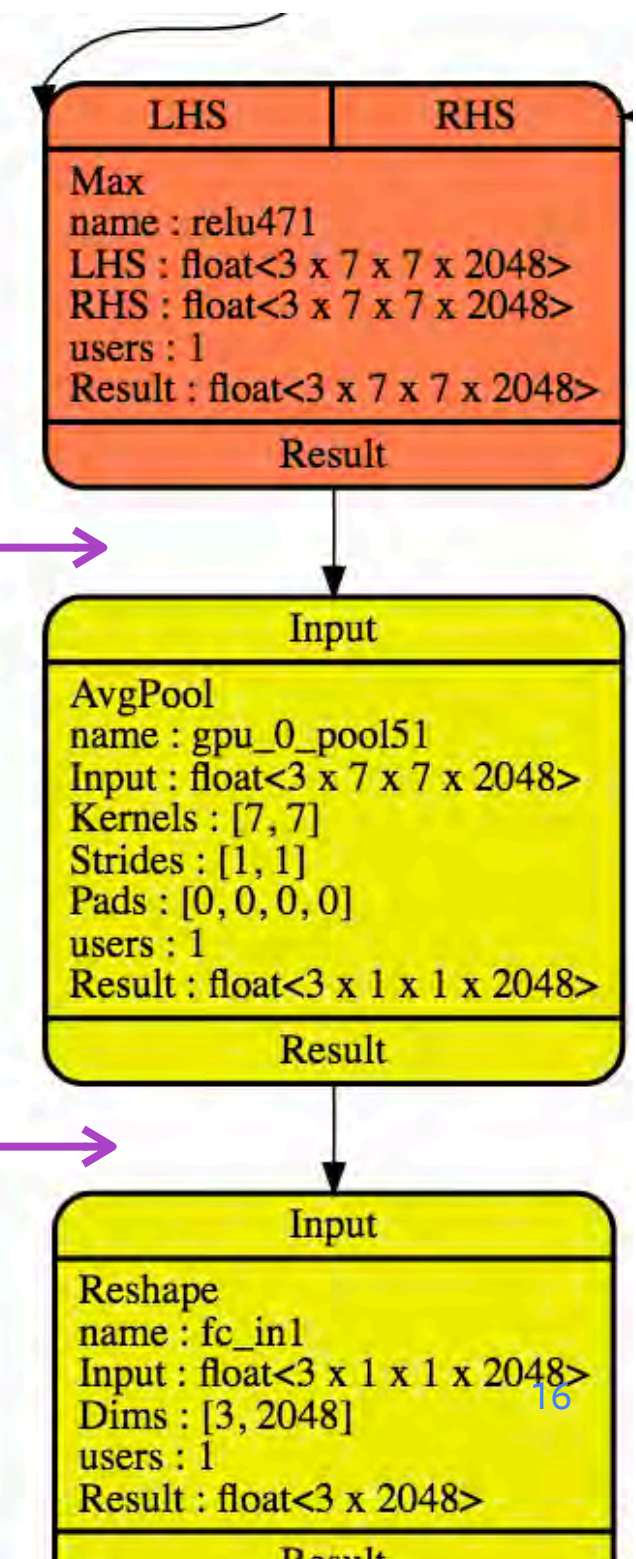 LHS RHS
Max
name : relu471
LHS : float<3 x 7 x 7 x 2048>
RHS : float<3 x 7 x 7 x 2048>
users : 1
Result : float<3 x 7 x 7 x 2048>
Result
Input
AvgPool
name : gpu_0_pool51
Input : float<3 x 7 x 7 x 2048>
Kernels : [7, 7]
Strides : [1, 1]
Pads : [0, 0, 0, 0]
users : 1
Result : float<3 x 1 x 1 x 2048>
Result
Input
Reshape
name : fc_in1
Input : float<3 x 1 x 1 x 2048>
16
Dims : [3, 2048]
users : 1
Result : float<3 x 2048>
Result